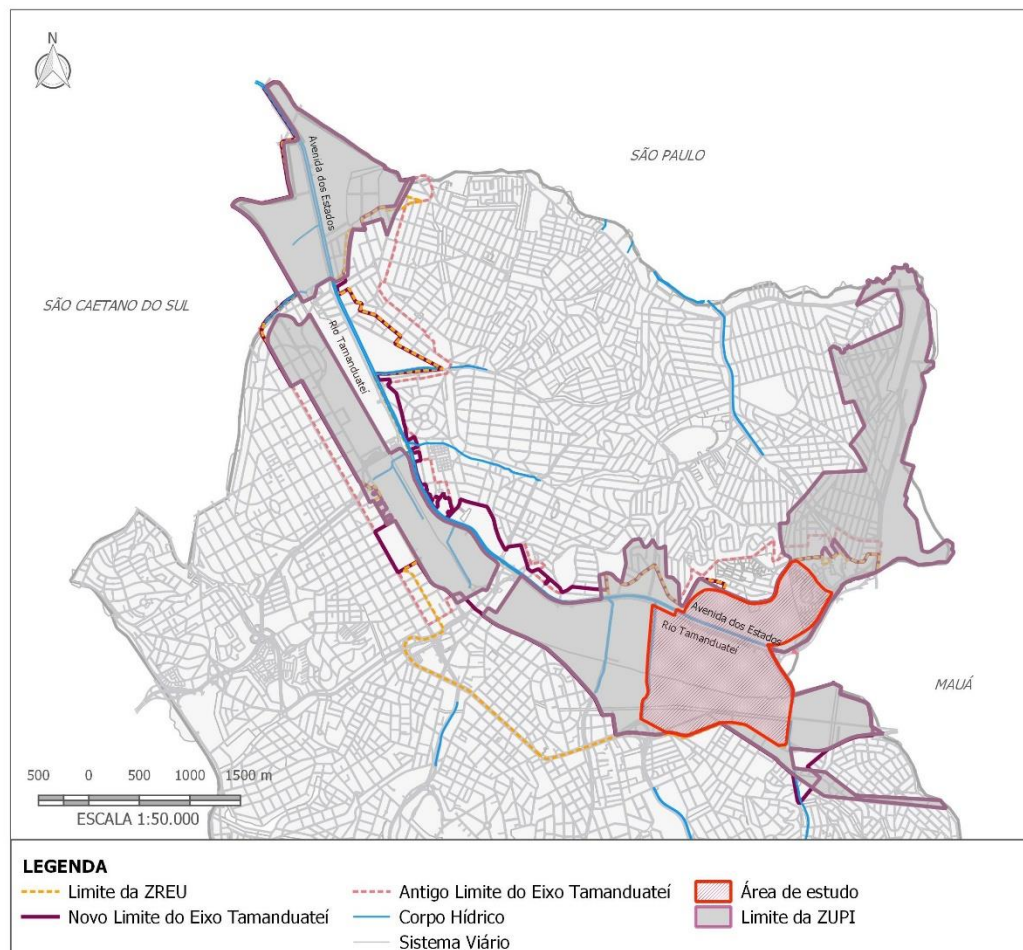 N
SÃO PAULO
Avenida dos Estados
SÃO CAETANO DO SUL
Rio Tamanduateí
Avenida dos Estados
Rio Tamanduateí
MAUÁ
500 0 500 1000 1500 m
ESCALA 1:50.000
LEGENDA
Limite da ZREU
Novo Limite do Eixo Tamanduateí
Antigo Limite do Eixo Tamanduateí
Corpo Hídrico
Sistema Viário
Área de estudo
Limite da ZUPI